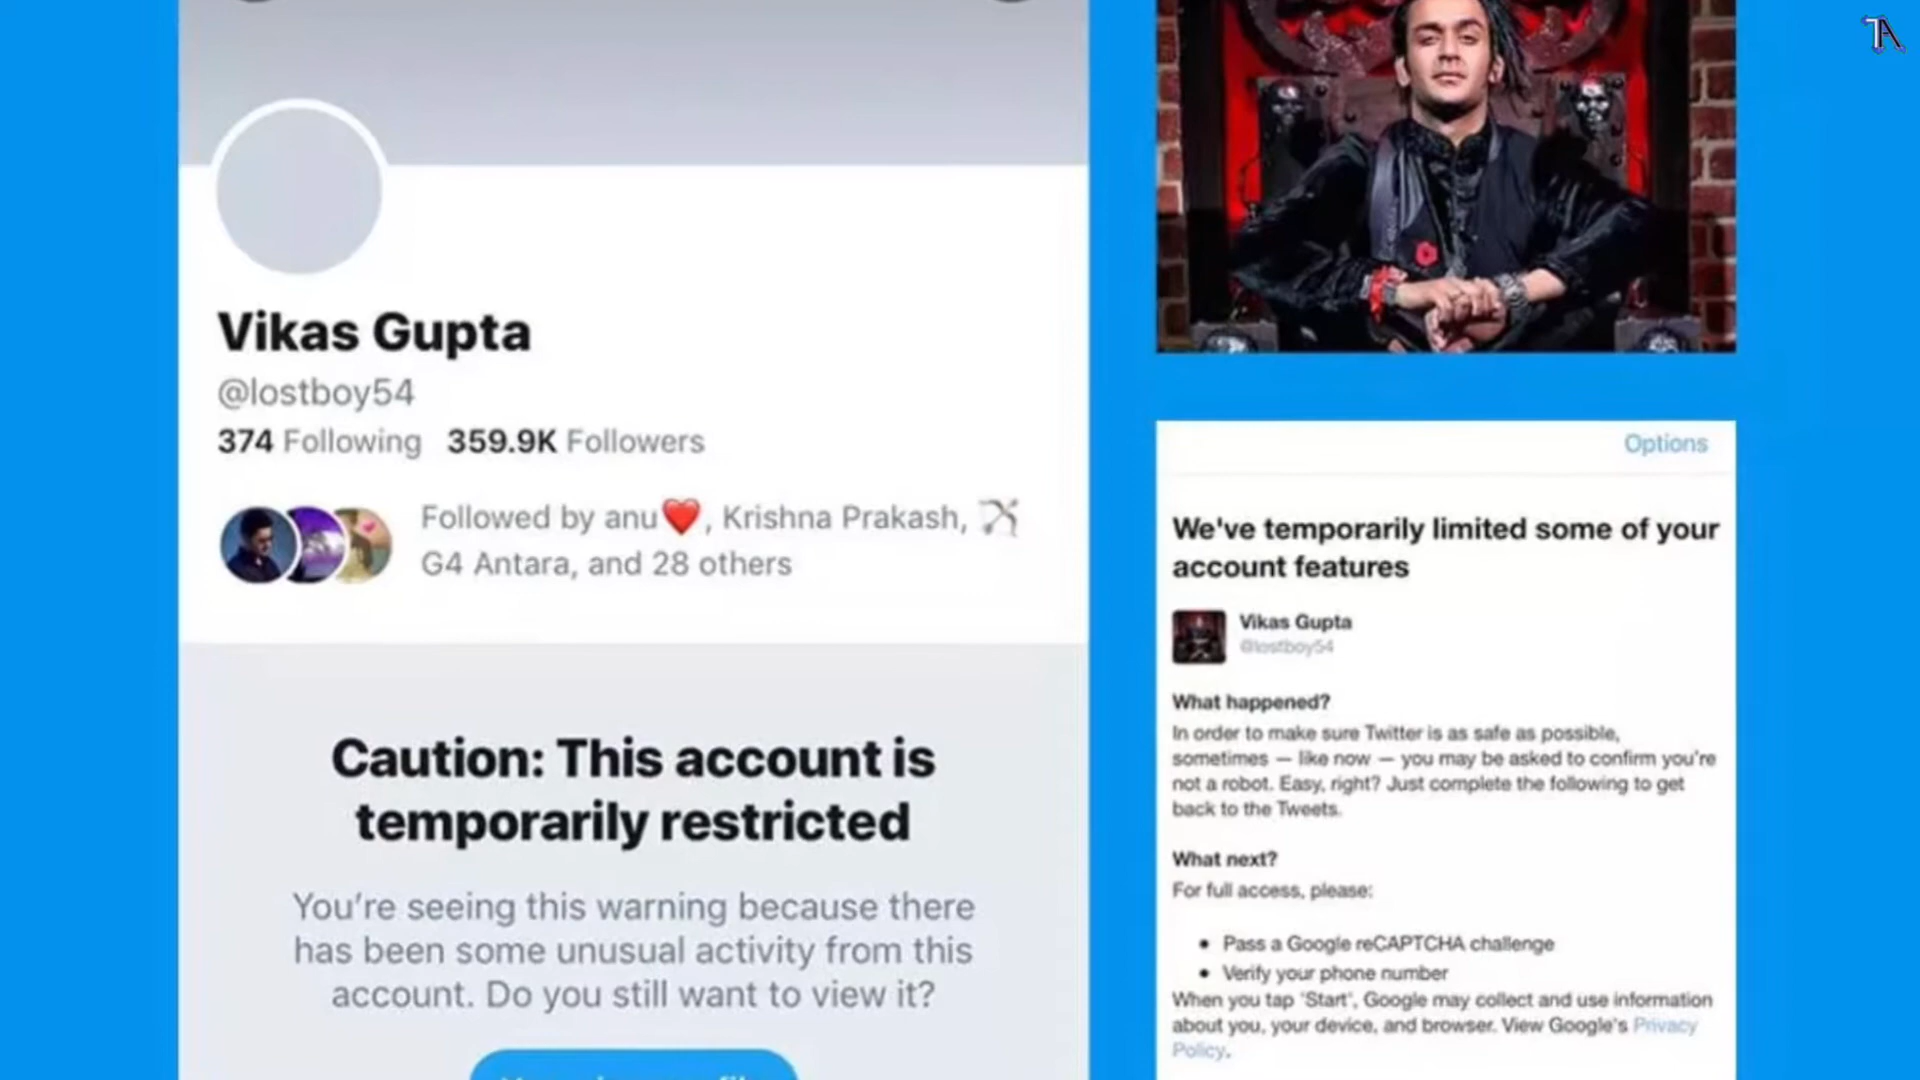 TA
Vikas Gupta
@lostboy54
374 Following 359.9K Followers
Followed by anu❤️, Krishna Prakash, 🏹
G4 Antara, and 28 others
Caution: This account is
temporarily restricted
You're seeing this warning because there
has been some unusual activity from this
account. Do you still want to view it?
Options
We've temporarily limited some of your
account features
Vikas Gupta
@lostboy54
What happened?
In order to make sure Twitter is as safe as possible,
sometimes — like now — you may be asked to confirm you're
not a robot. Easy, right? Just complete the following to get
back to the Tweets.
What next?
For full access, please:
• Pass a Google reCAPTCHA challenge
• Verify your phone number
When you tap 'Start', Google may collect and use information
about you, your device, and browser. View Google's Privacy
Policy.